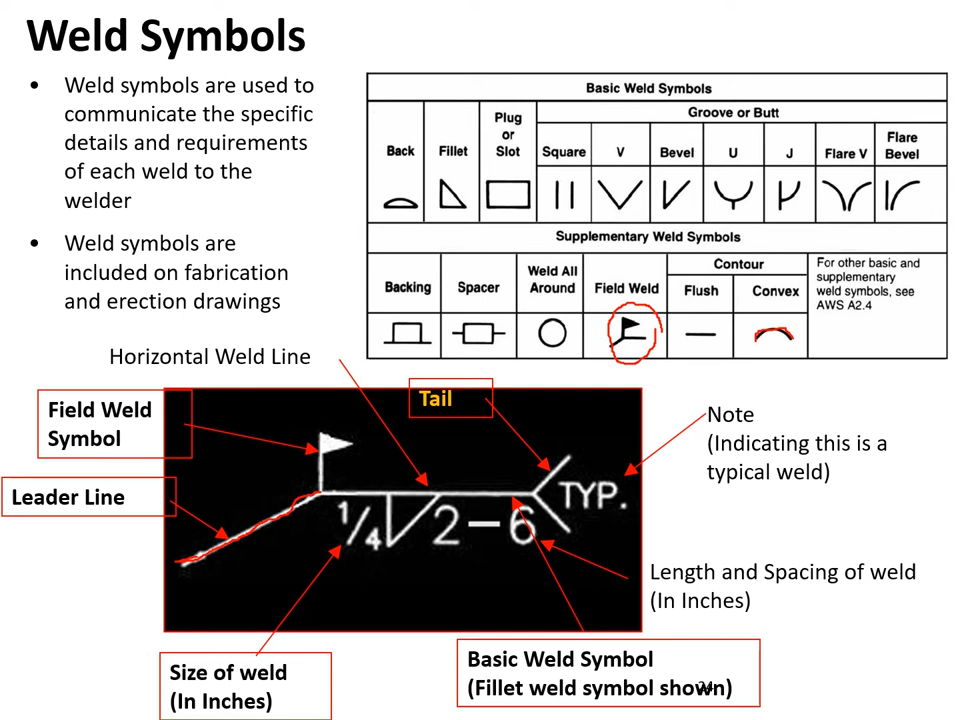 Weld Symbols
• Weld symbols are used to
communicate the specific
details and requirements
of each weld to the
welder
• Weld symbols are
included on fabrication
and erection drawings
Basic Weld Symbols
Back
Fillet
Plug
or
Slot
Groove or Butt
Square
V
Bevel
U
J
Flare V
Flare
Bevel
Supplementary Weld Symbols
Backing
Spacer
Weld All
Around
Field Weld
Contour
Flush
Convex
For other basic and
supplementary
weld symbols, see
AWS A2.4
Horizontal Weld Line
Field Weld
Symbol
Tail
Note
(Indicating this is a
typical weld)
Leader Line
1/4 2 — 6 TYP.
Length and Spacing of weld
(In Inches)
Size of weld
(In Inches)
Basic Weld Symbol
(Fillet weld symbol shown)